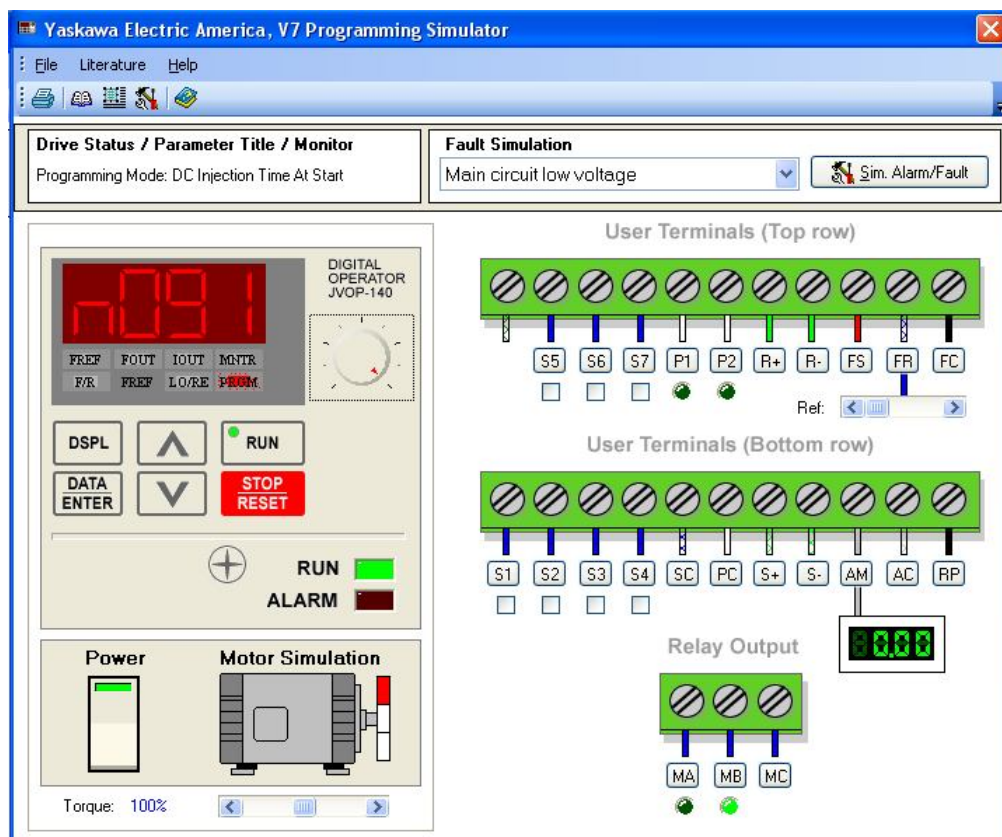 Yaskawa Electric America, V7 Programming Simulator
File Literature Help
Drive Status / Parameter Title / Monitor
Programming Mode: DC Injection Time At Start
Fault Simulation
Main circuit low voltage
Sim. Alarm/Fault
n091
DIGITAL
OPERATOR
JVOP-140
FREF FOUT IOUT MNTR
F/R FREF LO/RE PRGM
DSPL
RUN
DATA
ENTER
STOP
RESET
RUN
ALARM
Power
Motor Simulation
Torque: 100%
User Terminals (Top row)
S5 S6 S7 P1 P2 R+ R- FS FR FC
Ref:
User Terminals (Bottom row)
S1 S2 S3 S4 SC PC S+ S- AM AC RP
0.00
Relay Output
MA MB MC